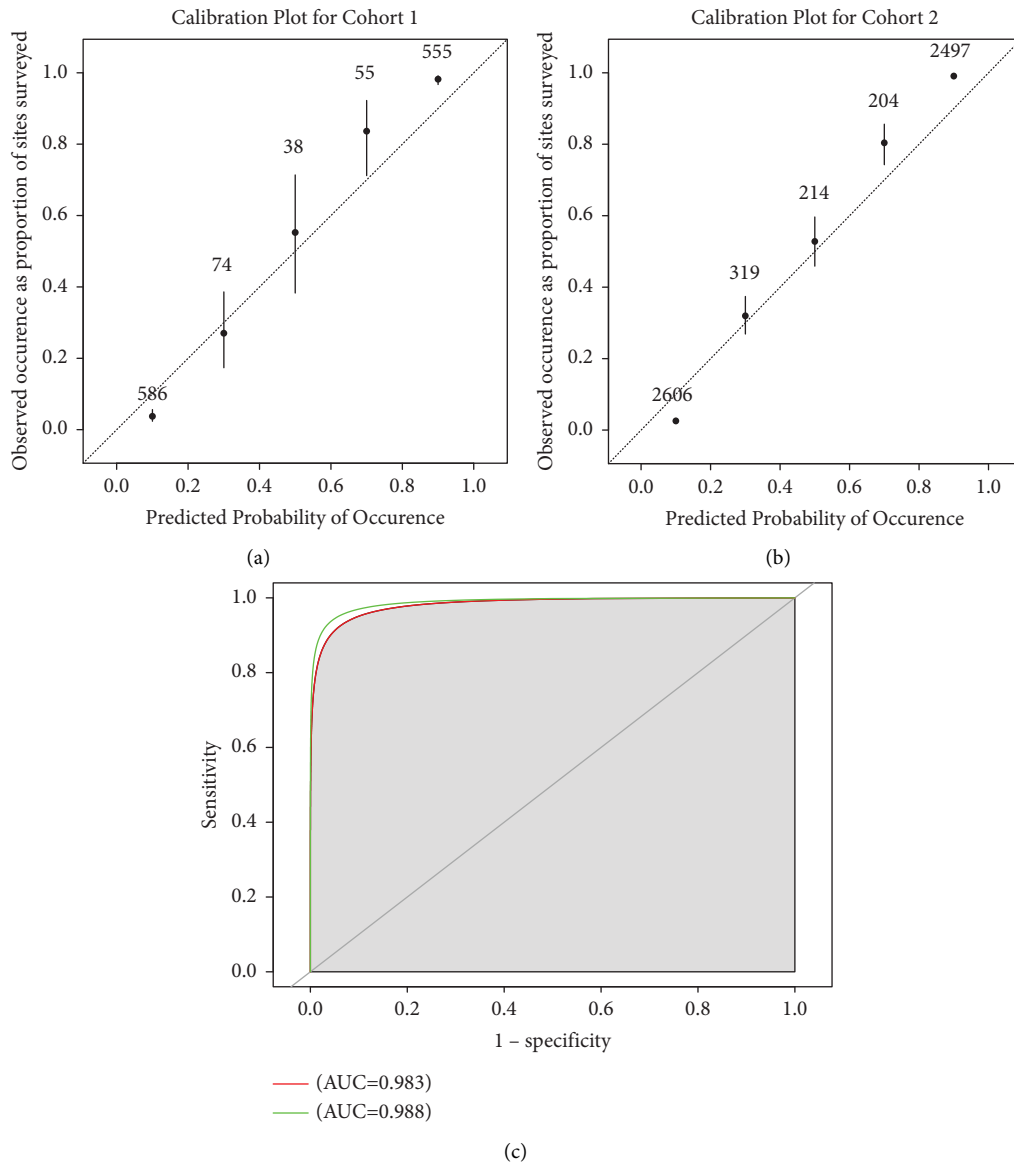 Calibration Plot for Cohort 1
Observed occurence as proportion of sites surveyed
1.0
0.8
0.6
0.4
0.2
0.0
586
74
38
55
555
0.0 0.2 0.4 0.6 0.8 1.0
Predicted Probability of Occurence
(a)
Calibration Plot for Cohort 2
Observed occurence as proportion of sites surveyed
1.0
0.8
0.6
0.4
0.2
0.0
2606
319
214
204
2497
0.0 0.2 0.4 0.6 0.8 1.0
Predicted Probability of Occurence
(b)
Sensitivity
1.0
0.8
0.6
0.4
0.2
0.0
0.0 0.2 0.4 0.6 0.8 1.0
1 – specificity
(AUC=0.983)
(AUC=0.988)
(c)